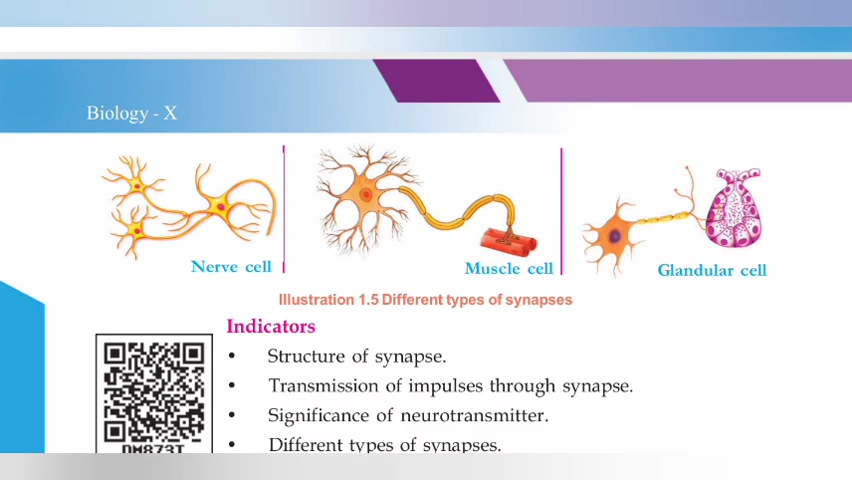 Biology - X
Nerve cell
Muscle cell
Glandular cell
Illustration 1.5 Different types of synapses
Indicators
• Structure of synapse.
• Transmission of impulses through synapse.
• Significance of neurotransmitter.
• Different types of synapses.
DM873T